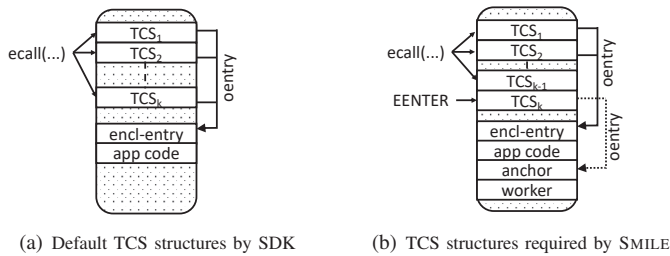 TCS₁
TCS₂
ecall(...)
TCSₖ
oentry
encl-entry
app code
TCS₁
TCS₂
ecall(...)
TCSₖ₋₁
EENTER
TCSₖ
oentry
oentry
encl-entry
app code
anchor
worker
(a) Default TCS structures by SDK
(b) TCS structures required by SMILE